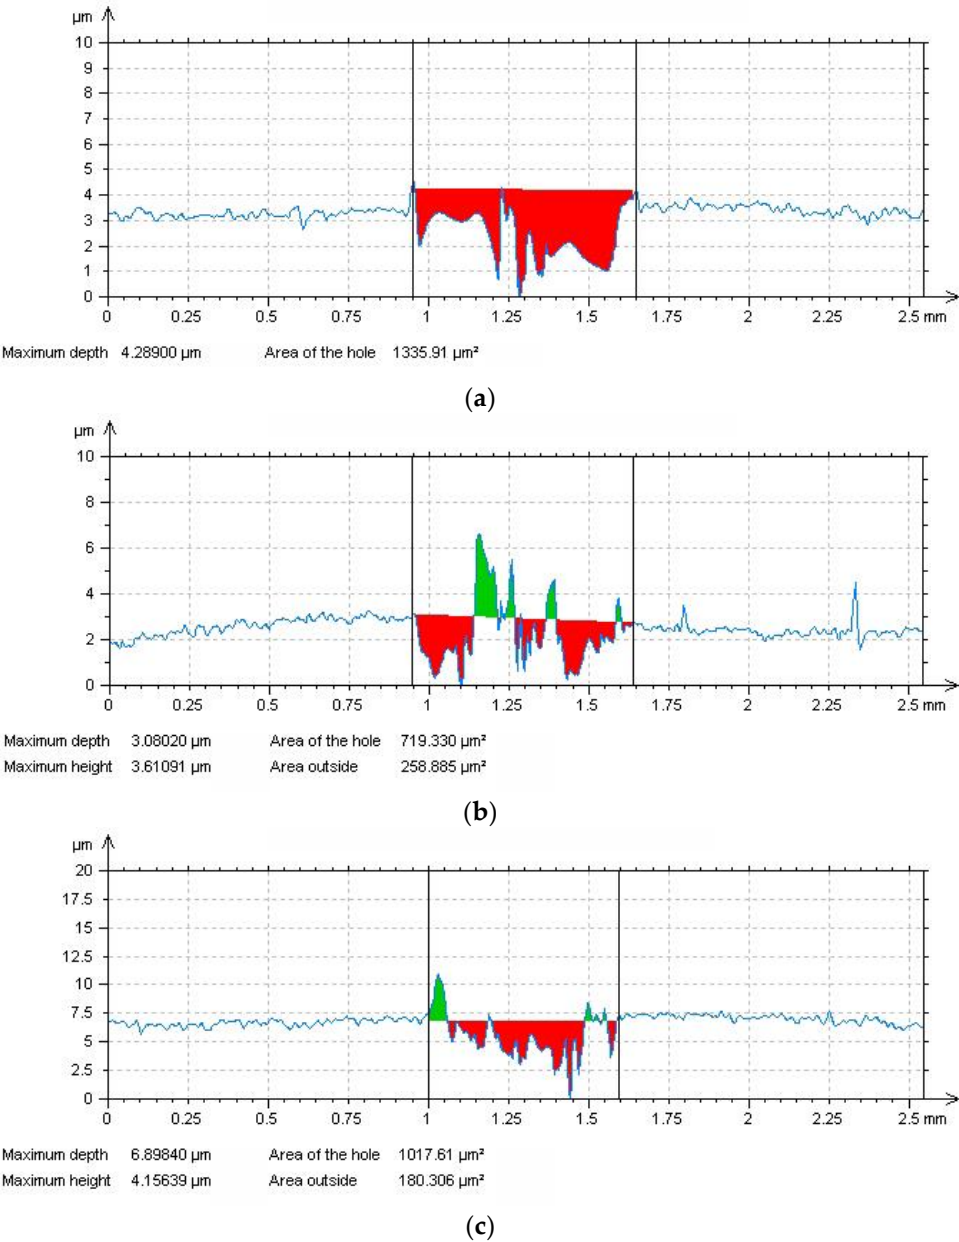 µm
10
9
8
7
6
5
4
3
2
1
0
0 0.25 0.5 0.75 1 1.25 1.5 1.75 2 2.25 2.5 mm
Maximum depth 4.28900 µm Area of the hole 1335.91 µm²
(a)
µm
10
8
6
4
2
0
0 0.25 0.5 0.75 1 1.25 1.5 1.75 2 2.25 2.5 mm
Maximum depth 3.08020 µm Area of the hole 719.330 µm²
Maximum height 3.61091 µm Area outside 258.885 µm²
(b)
µm
20
17.5
15
12.5
10
7.5
5
2.5
0
0 0.25 0.5 0.75 1 1.25 1.5 1.75 2 2.25 2.5 mm
Maximum depth 6.89840 µm Area of the hole 1017.61 µm²
Maximum height 4.15639 µm Area outside 180.306 µm²
(c)